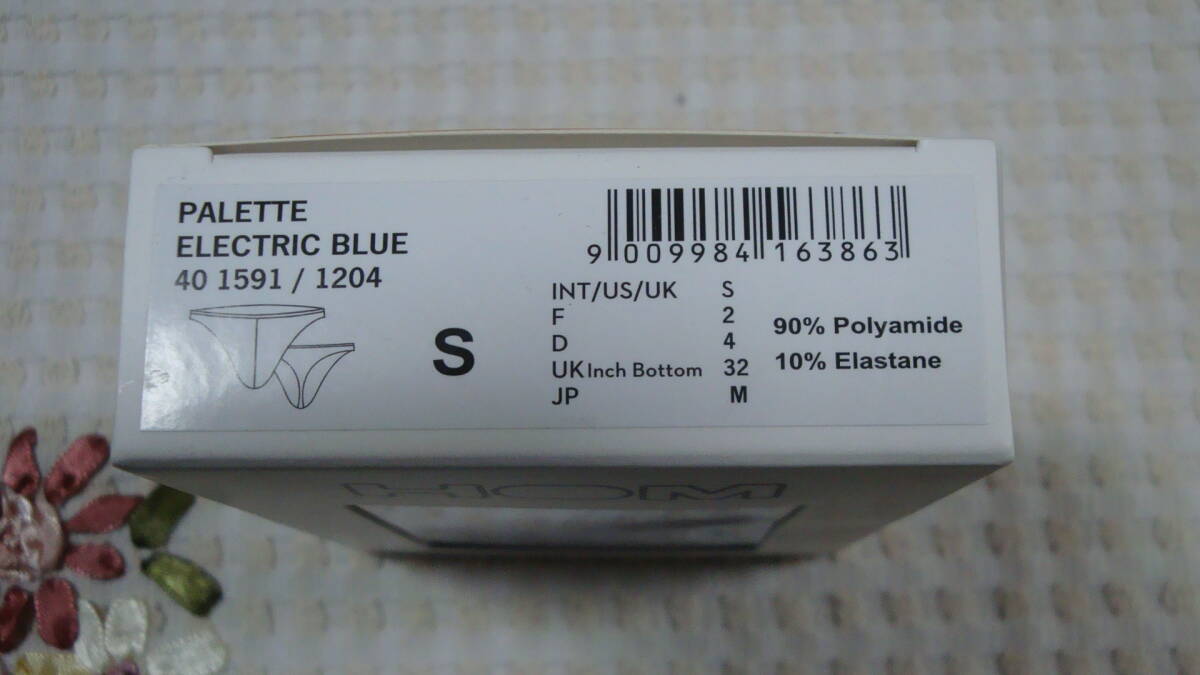 PALETTE
ELECTRIC BLUE
40 1591 / 1204
S
9 009984 163863
INT/US/UK S
F 2
D 4
UK Inch Bottom 32
JP M
90% Polyamide
10% Elastane
HOM